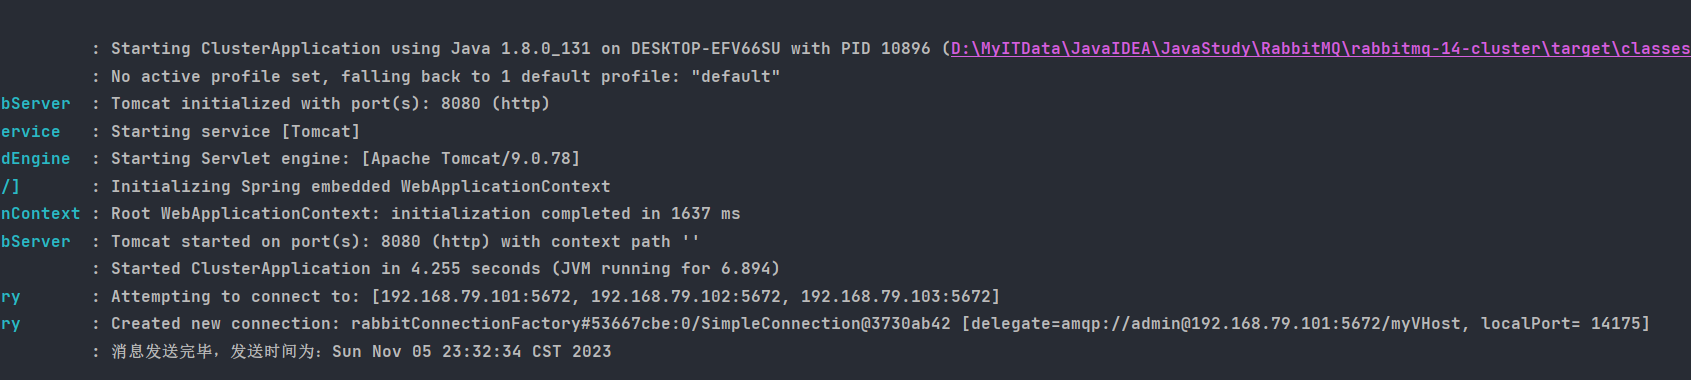 : Starting ClusterApplication using Java 1.8.0_131 on DESKTOP-EFV66SU with PID 10896 (D:\MyITData\JavaIDEA\JavaStudy\RabbitMQ\rabbitmq-14-cluster\target\classes
: No active profile set, falling back to 1 default profile: "default"
bServer : Tomcat initialized with port(s): 8080 (http)
ervice : Starting service [Tomcat]
dEngine : Starting Servlet engine: [Apache Tomcat/9.0.78]
/] : Initializing Spring embedded WebApplicationContext
nContext : Root WebApplicationContext: initialization completed in 1637 ms
bServer : Tomcat started on port(s): 8080 (http) with context path ''
: Started ClusterApplication in 4.255 seconds (JVM running for 6.894)
ry : Attempting to connect to: [192.168.79.101:5672, 192.168.79.102:5672, 192.168.79.103:5672]
ry : Created new connection: rabbitConnectionFactory#53667cbe:0/SimpleConnection@3730ab42 [delegate=amqp://admin@192.168.79.101:5672/myVHost, localPort= 14175]
: 消息发送完毕，发送时间为：Sun Nov 05 23:32:34 CST 2023